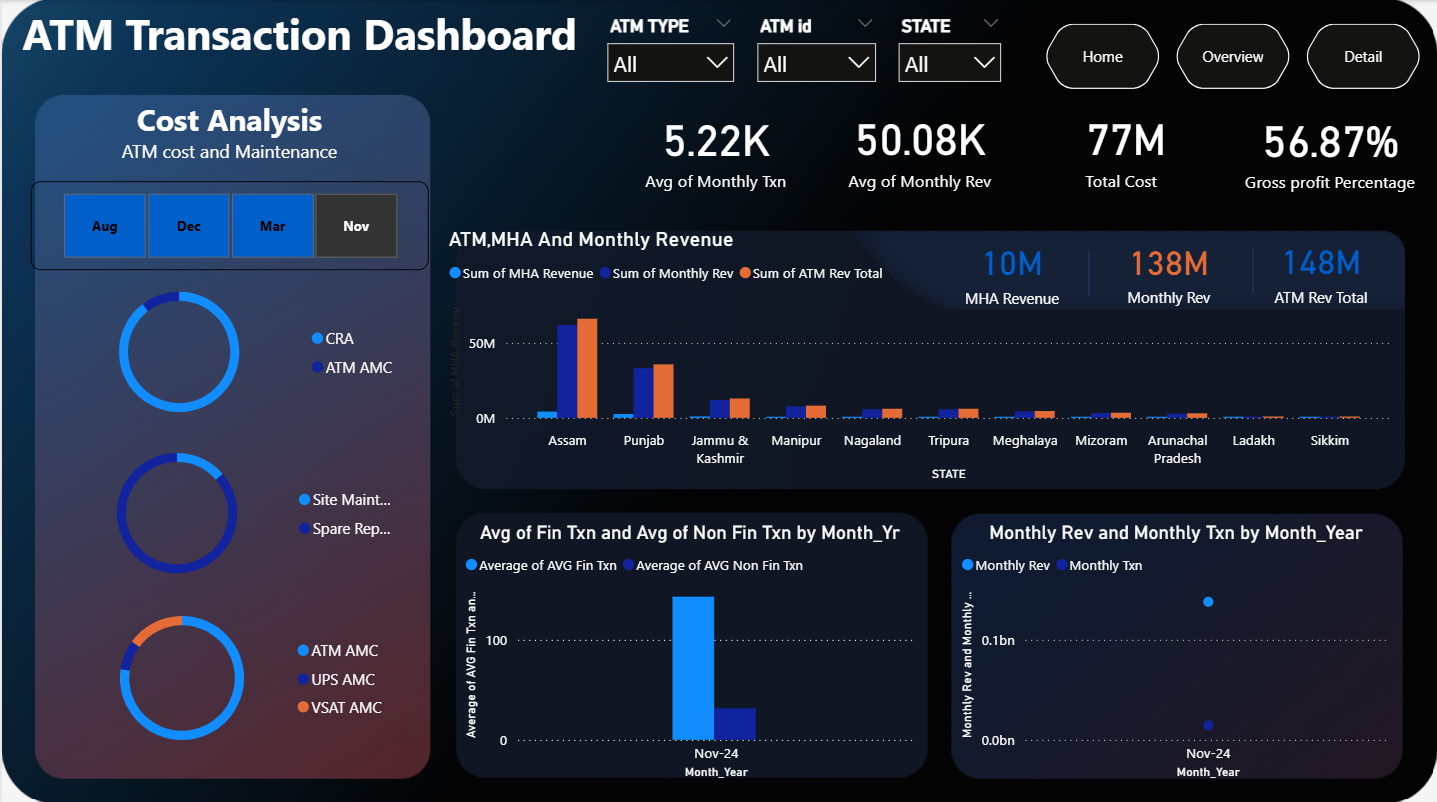 ATM Transaction Dashboard
ATM TYPE
All
ATM id
All
STATE
All
Home
Overview
Detail
Cost Analysis
ATM cost and Maintenance
Aug
Dec
Mar
Nov
CRA
ATM AMC
Site Maint...
Spare Rep...
ATM AMC
UPS AMC
VSAT AMC
5.22K
Avg of Monthly Txn
50.08K
Avg of Monthly Rev
77M
Total Cost
56.87%
Gross profit Percentage
ATM,MHA And Monthly Revenue
Sum of MHA Revenue Sum of Monthly Rev Sum of ATM Rev Total
10M
MHA Revenue
138M
Monthly Rev
148M
ATM Rev Total
Sum of MHA Revenu...
50M
0M
Assam
Punjab
Jammu &
Kashmir
Manipur
Nagaland
Tripura
Meghalaya
Mizoram
Arunachal
Pradesh
Ladakh
Sikkim
STATE
Avg of Fin Txn and Avg of Non Fin Txn by Month_Yr
Average of AVG Fin Txn Average of AVG Non Fin Txn
Average of AVG Fin Txn an...
100
0
Nov-24
Month_Year
Monthly Rev and Monthly Txn by Month_Year
Monthly Rev Monthly Txn
Monthly Rev and Monthly ...
0.1bn
0.0bn
Nov-24
Month_Year